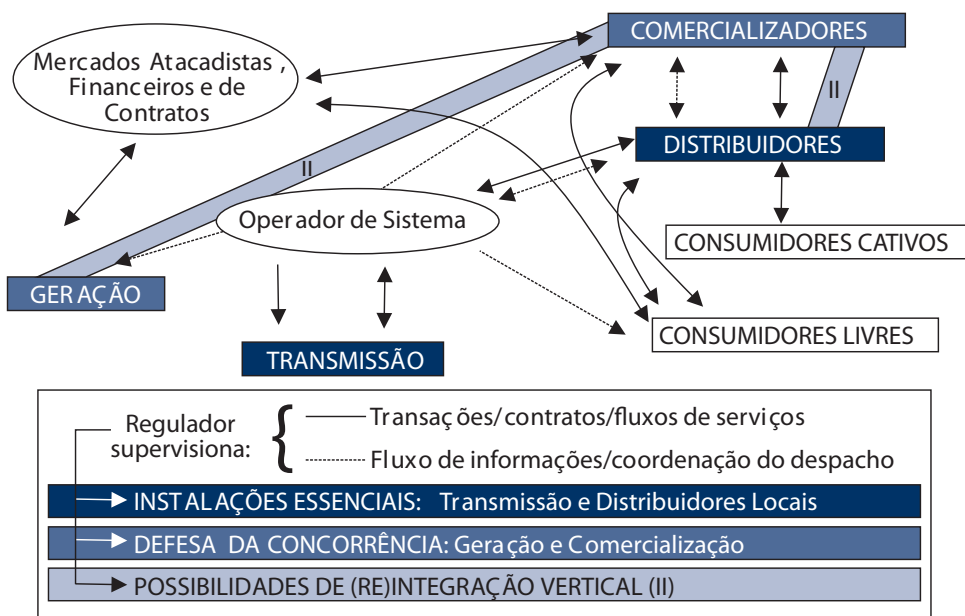 COMERCIALIZADORES
Mercados Atacadistas,
Financeiros e de
Contratos
II
DISTRIBUIDORES
II
Operador de Sistema
CONSUMIDORES CATIVOS
GERAÇÃO
CONSUMIDORES LIVRES
TRANSMISSÃO
Regulador
supervisiona:
{
Transações/contratos/fluxos de serviços
Fluxo de informações/coordenação do despacho
INSTALAÇÕES ESSENCIAIS: Transmissão e Distribuidores Locais
DEFESA DA CONCORRÊNCIA: Geração e Comercialização
POSSIBILIDADES DE (RE)INTEGRAÇÃO VERTICAL (II)